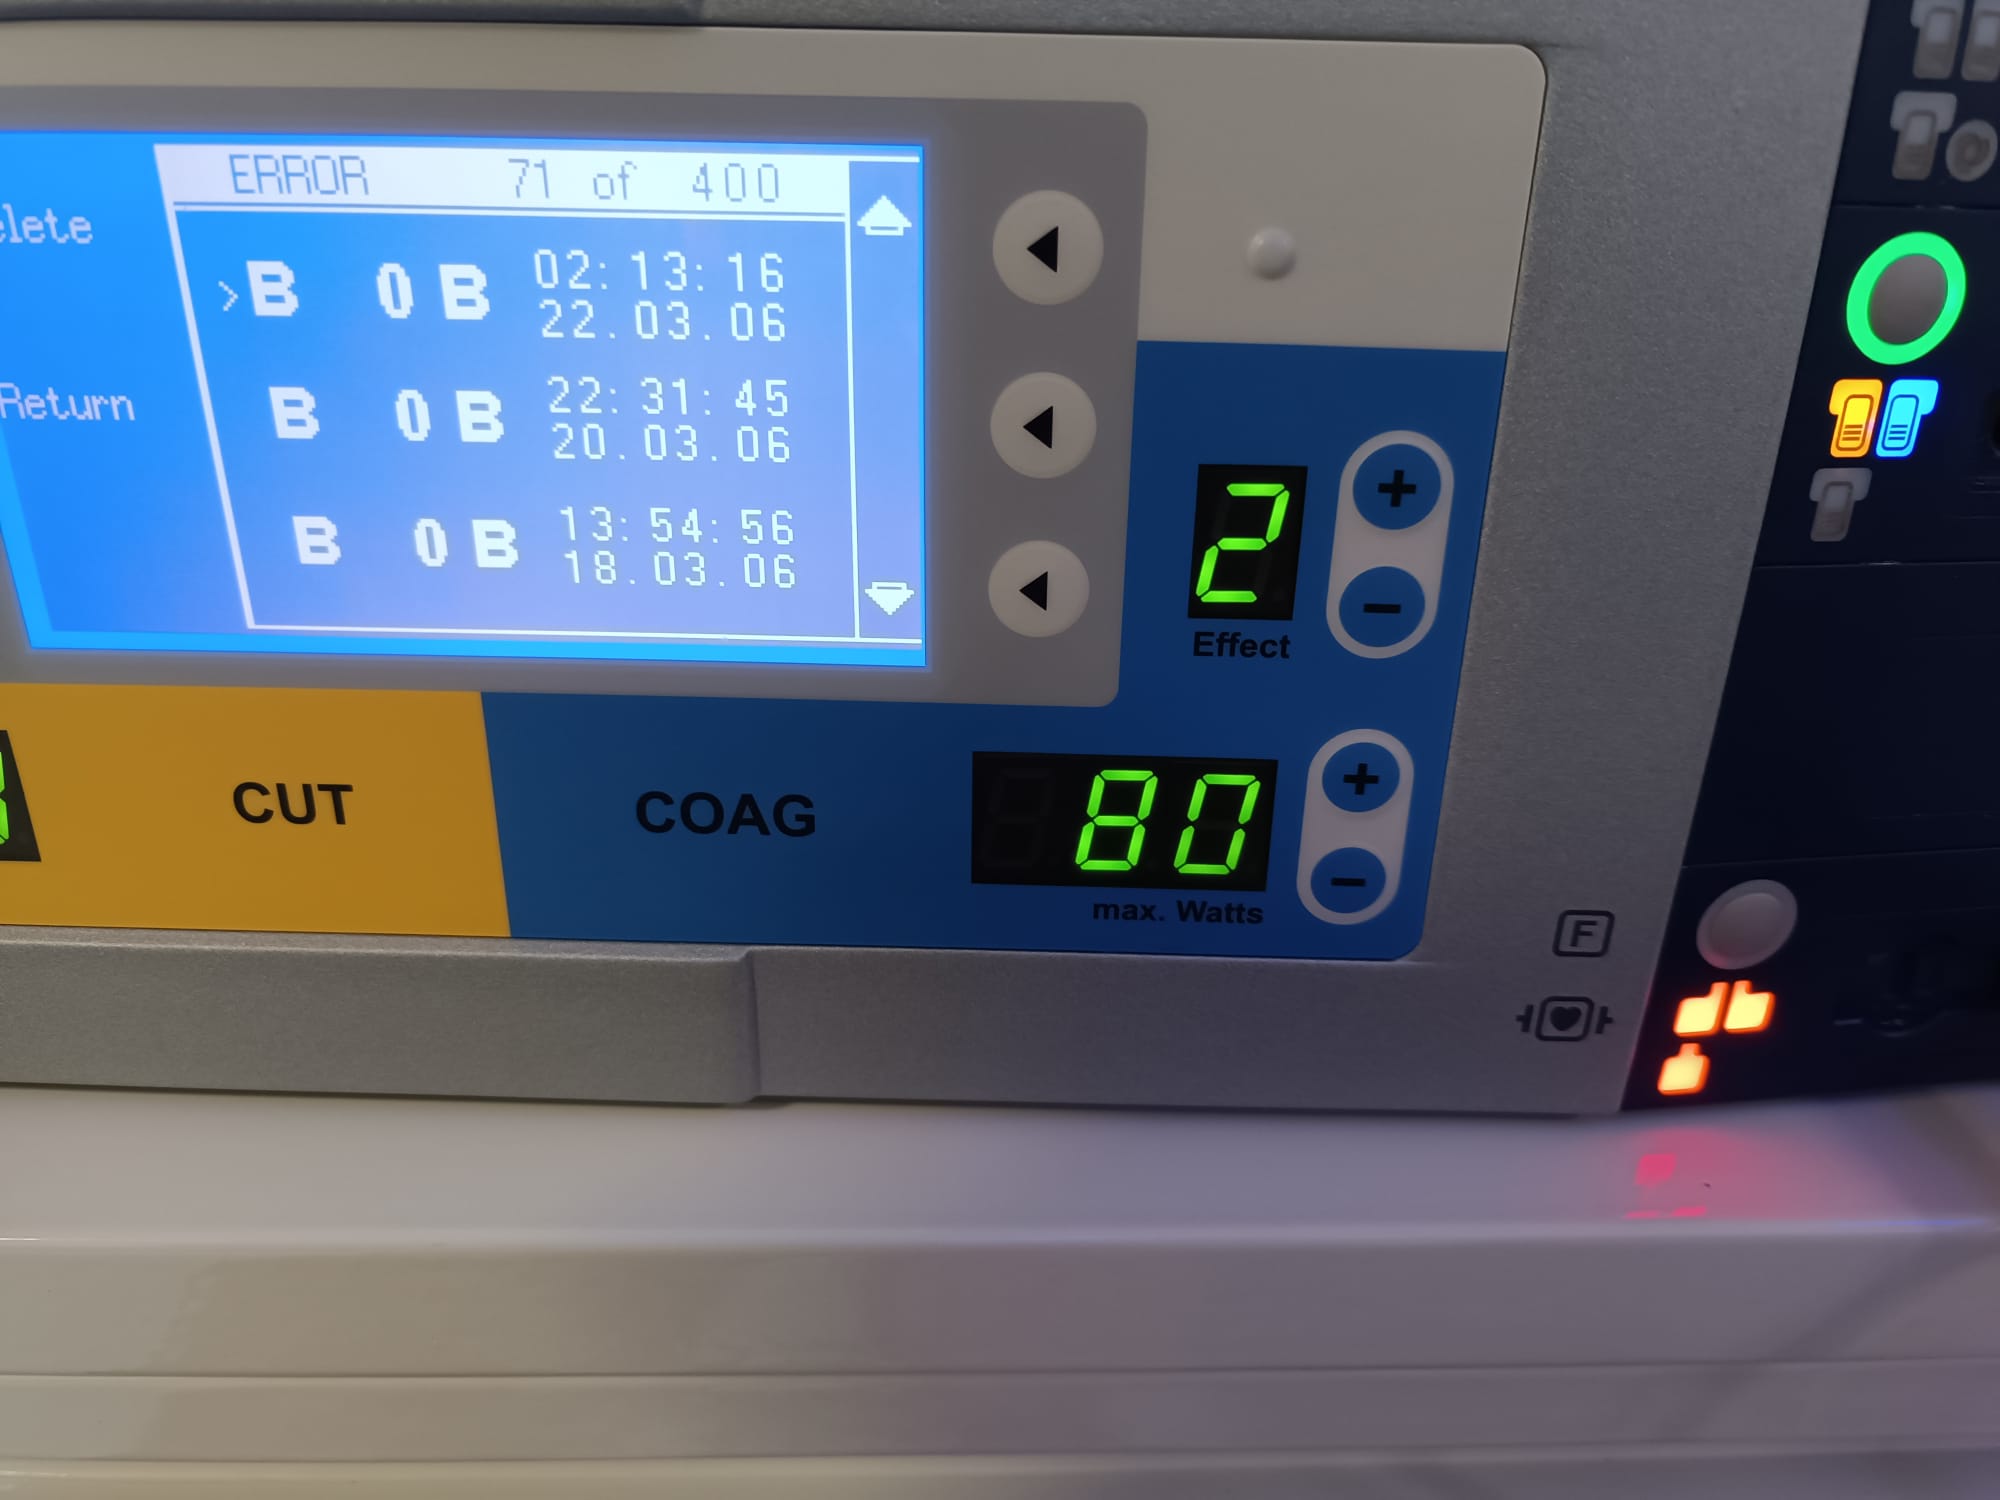 ERROR 71 of 400
elete
>B 0B 02:13:16
22.03.06
Return
B 0B 22:31:45
20.03.06
B 0B 13:54:56
18.03.06
2
+
−
Effect
CUT
COAG
80
+
−
max. Watts
F